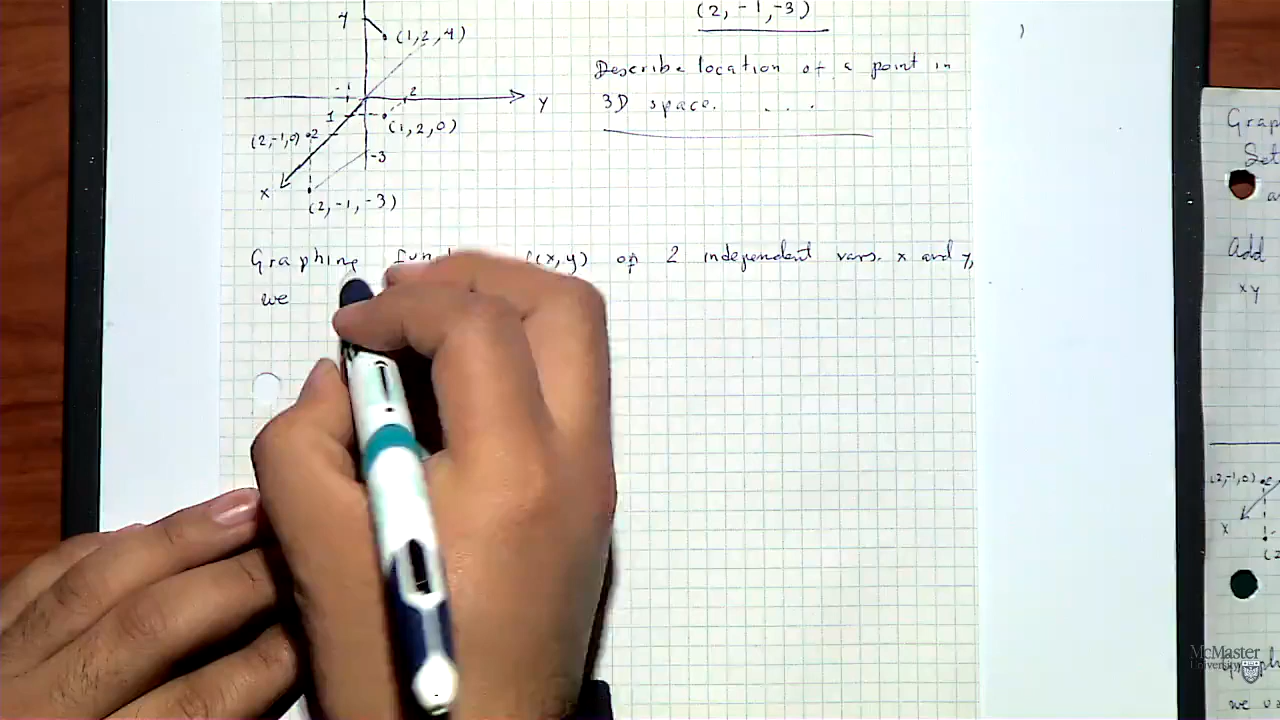 4
(1,2,4)
(2,-1,-3)
Describe location of a point in
3D space. . . .
-1
2
y
1
(1,2,0)
(2,-1,0)
2
-3
x
(2,-1,-3)
Graphing f(x,y) of 2 independent vars. x and y,
we
Add
xy
(2,-1,0)
x
we
McMaster
University